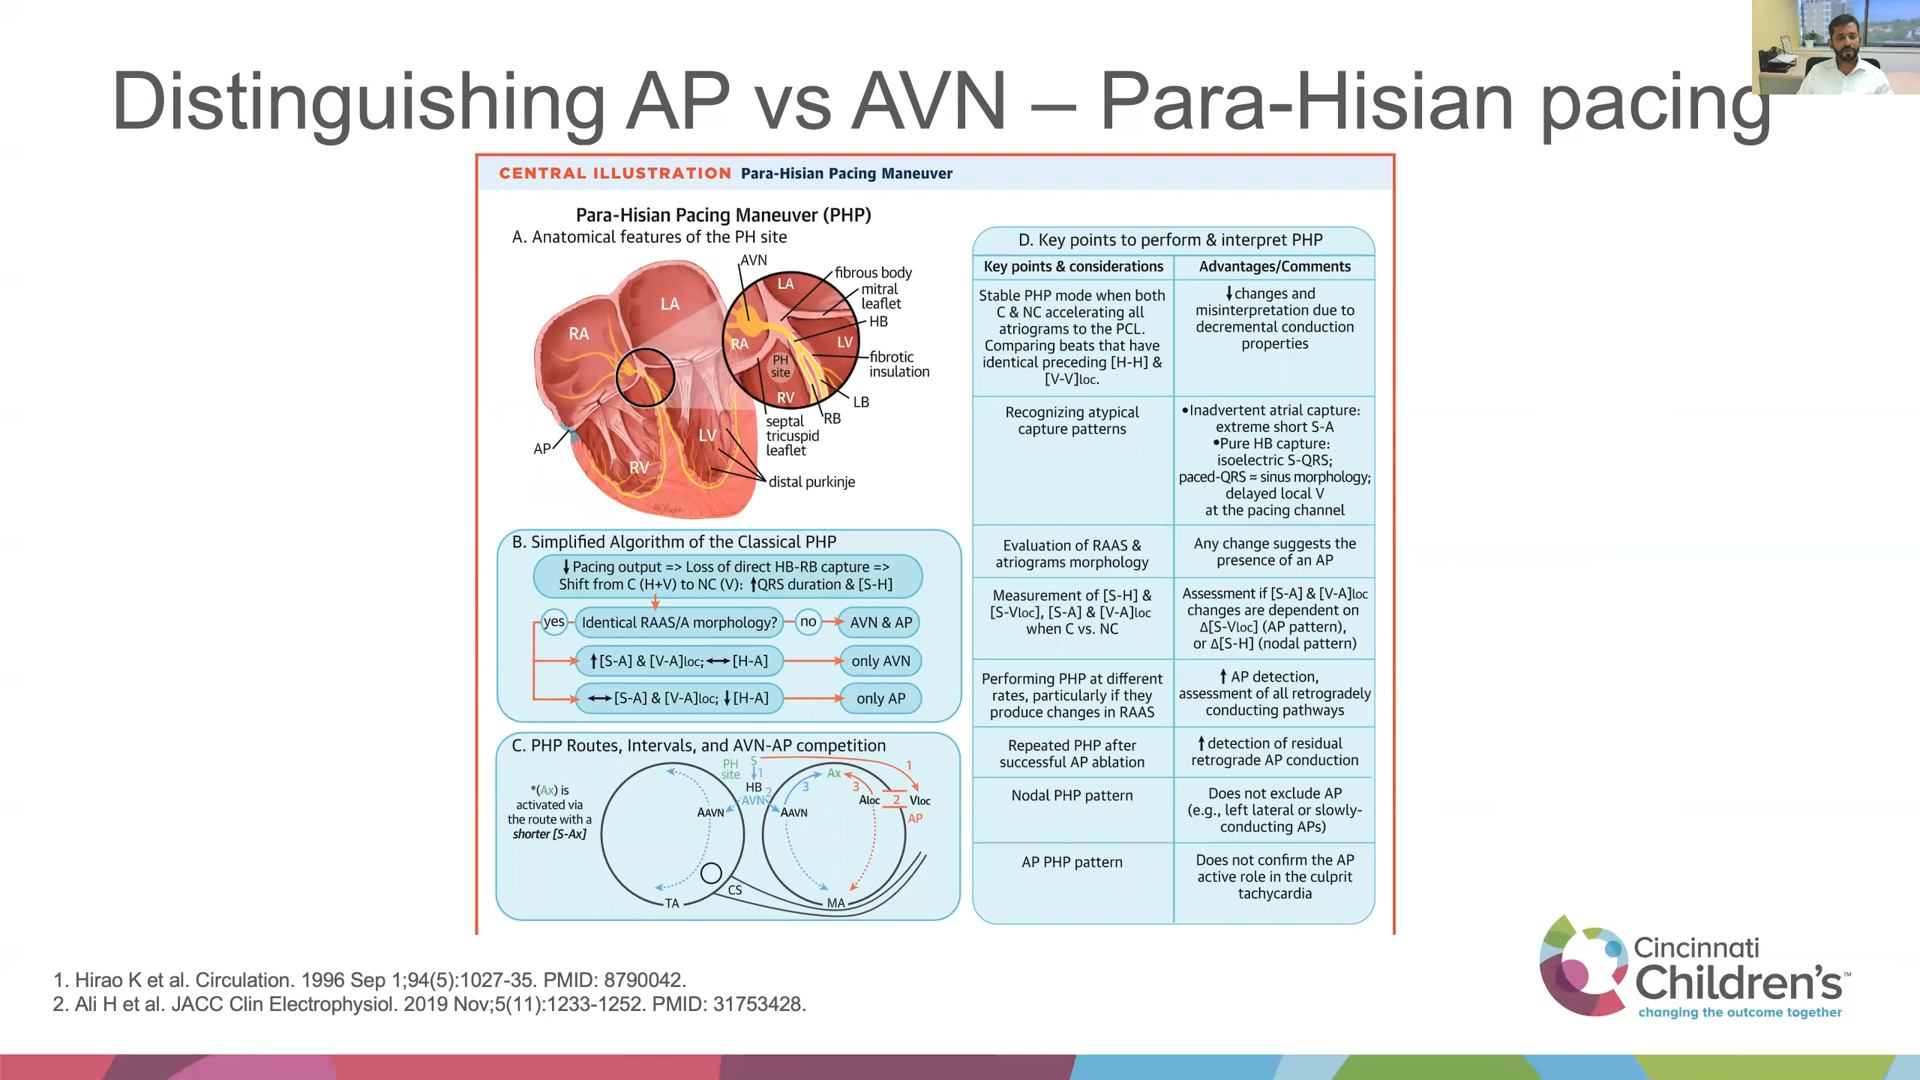 Distinguishing AP vs AVN – Para-Hisian pacing
CENTRAL ILLUSTRATION Para-Hisian Pacing Maneuver
Para-Hisian Pacing Maneuver (PHP)
A. Anatomical features of the PH site
AVN
LA
fibrous body
mitral
leaflet
HB
LV
fibrotic
insulation
LB
RB
RV
PH
site
RA
septal
tricuspid
leaflet
distal purkinje
LA
RA
LV
RV
AP
B. Simplified Algorithm of the Classical PHP
↓Pacing output => Loss of direct HB-RB capture =>
Shift from C (H+V) to NC (V): ↑QRS duration & [S-H]
yes Identical RAAS/A morphology? no AVN & AP
↑[S-A] & [V-A]loc; ↔ [H-A] only AVN
↔ [S-A] & [V-A]loc; ↓[H-A] only AP
C. PHP Routes, Intervals, and AVN-AP competition
*(Ax) is
activated via
the route with a
shorter [S-Ax]
PH
site
S
1
HB
AVN
2
AAVN
AAVN
3
Ax
3
Aloc
2
Vloc
1
AP
CS
TA
MA
D. Key points to perform & interpret PHP
Key points & considerations
Advantages/Comments
Stable PHP mode when both
C & NC accelerating all
atriograms to the PCL.
Comparing beats that have
identical preceding [H-H] &
[V-V]loc.
↓changes and
misinterpretation due to
decremental conduction
properties
Recognizing atypical
capture patterns
•Inadvertent atrial capture:
extreme short S-A
•Pure HB capture:
isoelectric S-QRS;
paced-QRS ≈ sinus morphology;
delayed local V
at the pacing channel
Evaluation of RAAS &
atriograms morphology
Any change suggests the
presence of an AP
Measurement of [S-H] &
[S-Vloc], [S-A] & [V-A]loc
when C vs. NC
Assessment if [S-A] & [V-A]loc
changes are dependent on
Δ[S-Vloc] (AP pattern),
or Δ[S-H] (nodal pattern)
Performing PHP at different
rates, particularly if they
produce changes in RAAS
↑ AP detection,
assessment of all retrogradely
conducting pathways
Repeated PHP after
successful AP ablation
↑ detection of residual
retrograde AP conduction
Nodal PHP pattern
Does not exclude AP
(e.g., left lateral or slowly-
conducting APs)
AP PHP pattern
Does not confirm the AP
active role in the culprit
tachycardia
1. Hirao K et al. Circulation. 1996 Sep 1;94(5):1027-35. PMID: 8790042.
2. Ali H et al. JACC Clin Electrophysiol. 2019 Nov;5(11):1233-1252. PMID: 31753428.
Cincinnati
Children's™
changing the outcome together